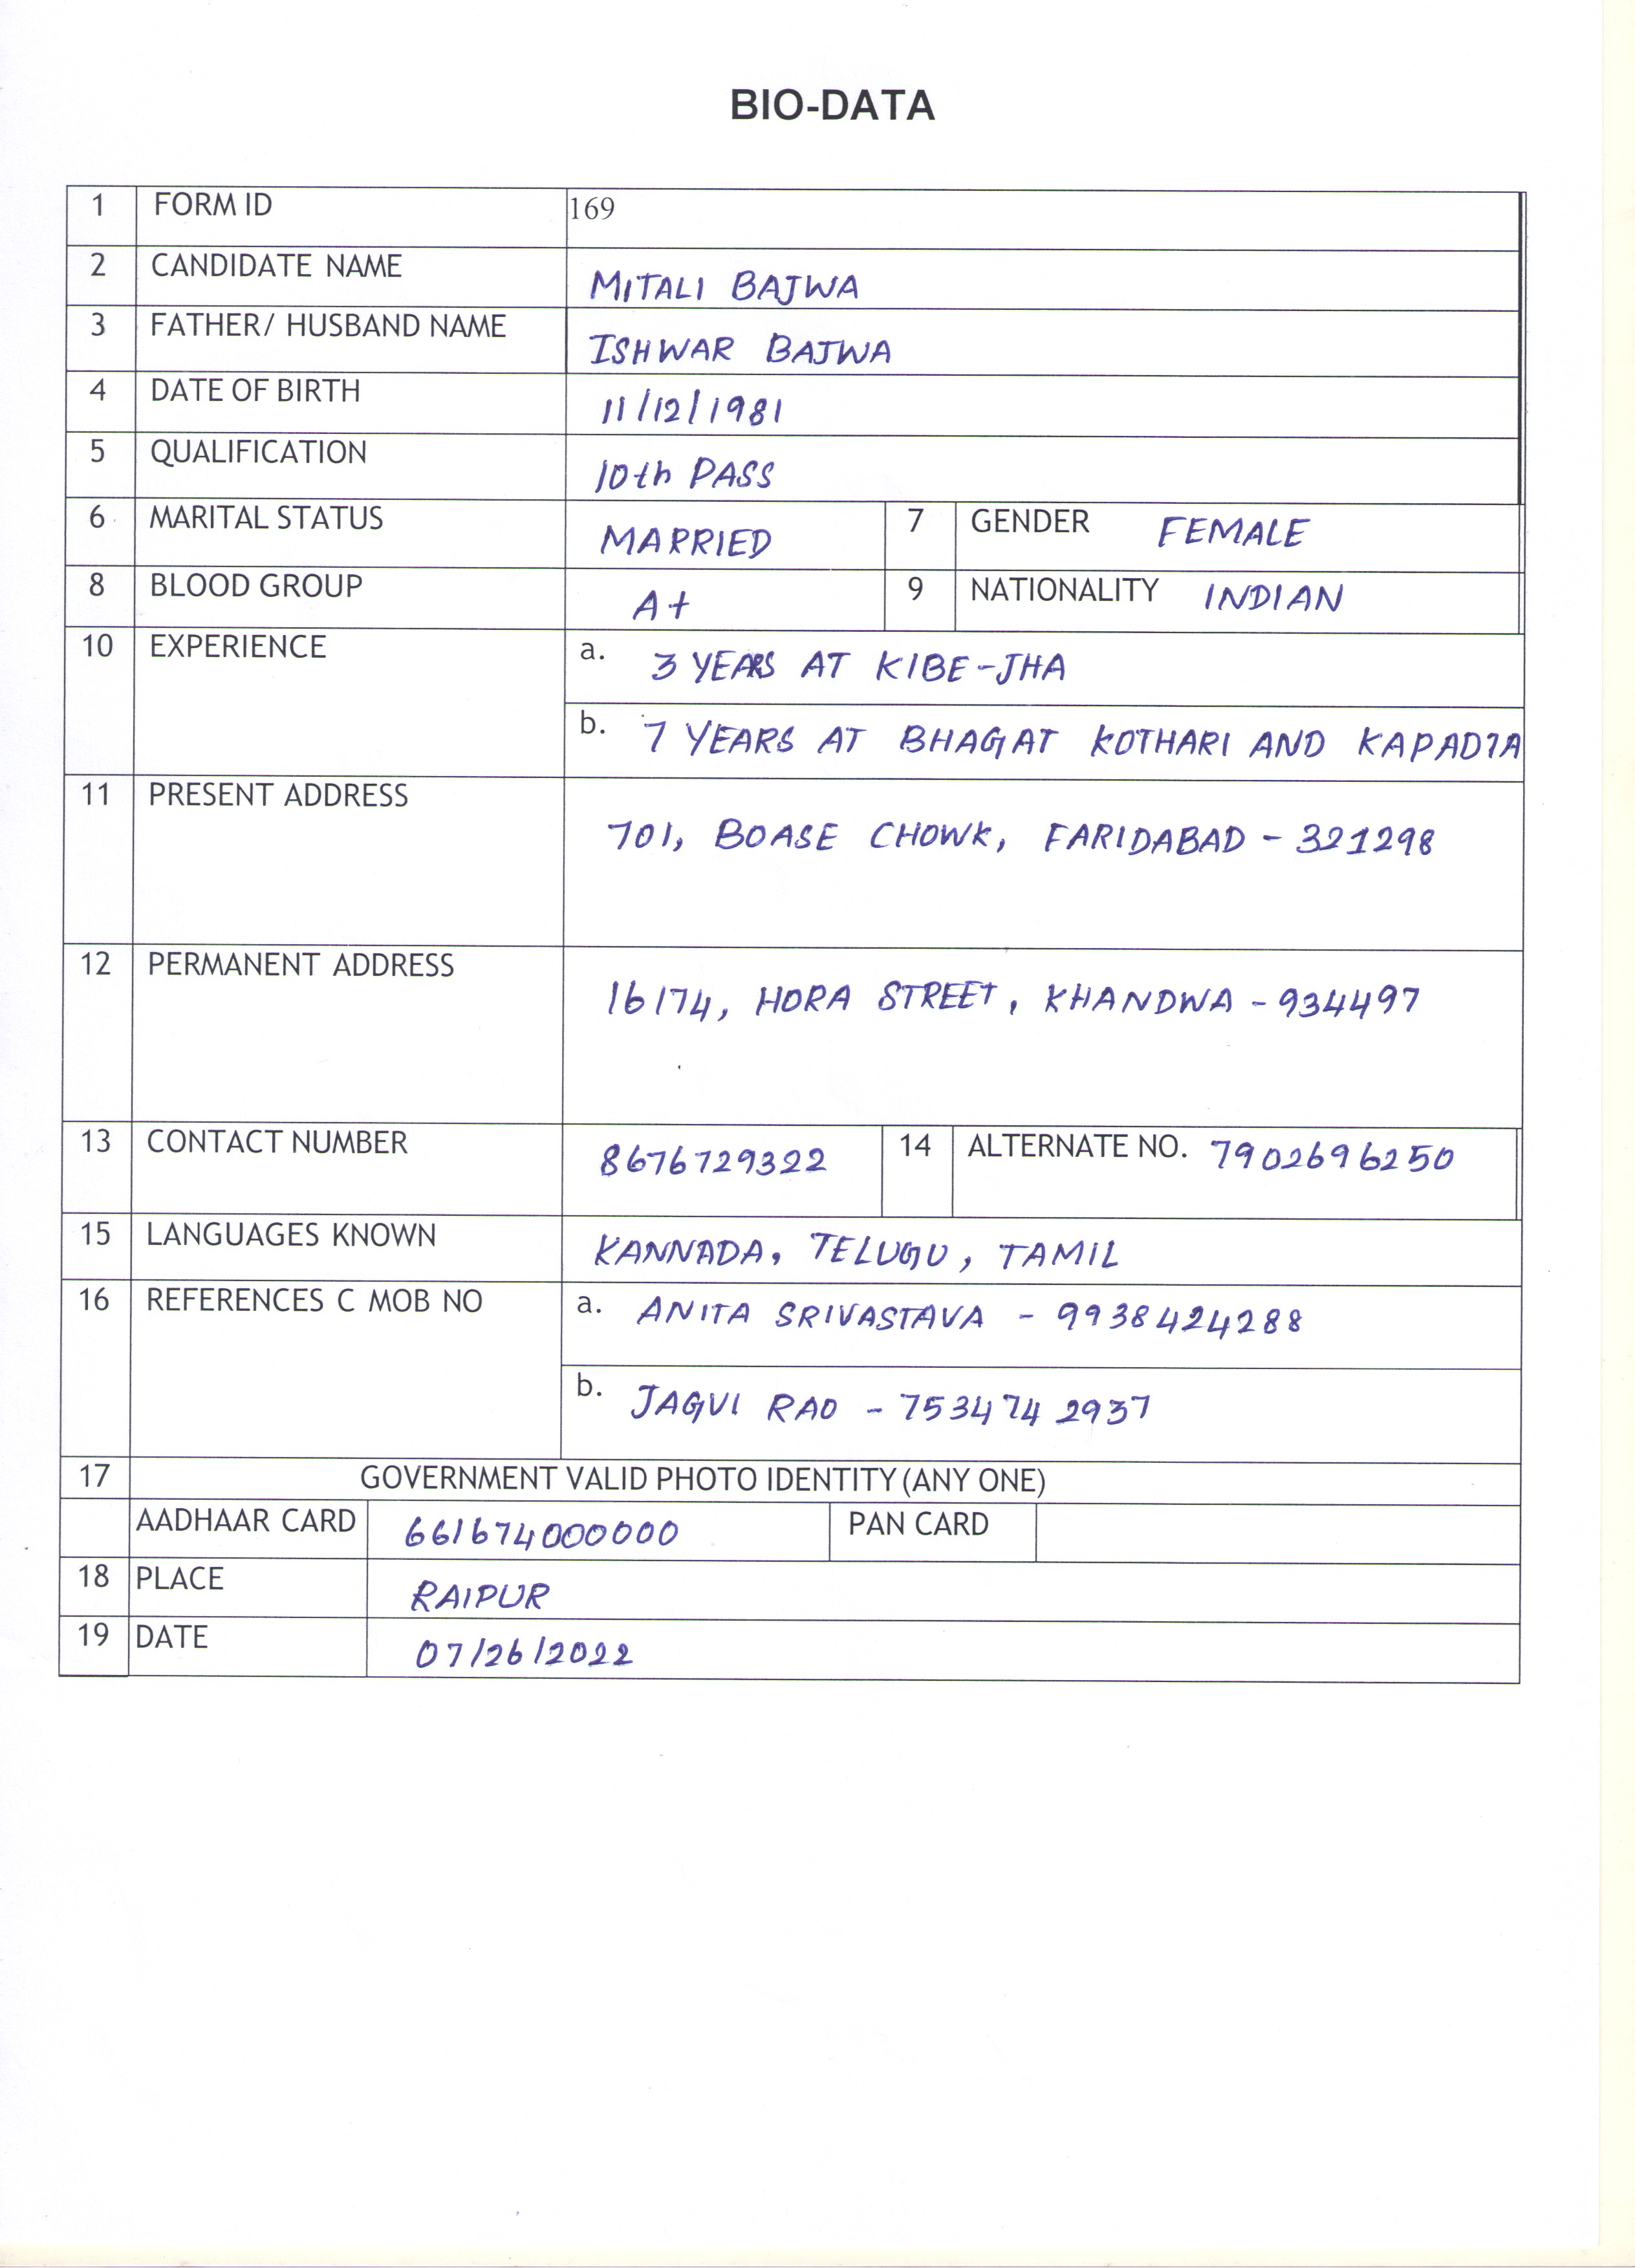 BIO-DATA
1 FORM ID 169
2 CANDIDATE NAME MITALI BAJWA
3 FATHER/ HUSBAND NAME ISHWAR BAJWA
4 DATE OF BIRTH 11/12/1981
5 QUALIFICATION 10th PASS
6 MARITAL STATUS MARRIED 7 GENDER FEMALE
8 BLOOD GROUP A+ 9 NATIONALITY INDIAN
10 EXPERIENCE a. 3 YEARS AT KIBE-JHA
b. 7 YEARS AT BHAGAT KOTHARI AND KAPADIA
11 PRESENT ADDRESS
701, BOASE CHOWK, FARIDABAD - 321298
12 PERMANENT ADDRESS
16174, HORA STREET, KHANDWA - 934497
13 CONTACT NUMBER 8676729322 14 ALTERNATE NO. 7902696250
15 LANGUAGES KNOWN KANNADA, TELUGU, TAMIL
16 REFERENCES C MOB NO a. ANITA SRIVASTAVA - 9938424288
b. JAGVI RAO - 7534742937
17 GOVERNMENT VALID PHOTO IDENTITY (ANY ONE)
AADHAAR CARD 661674000000 PAN CARD
18 PLACE RAIPUR
19 DATE 07/26/2022